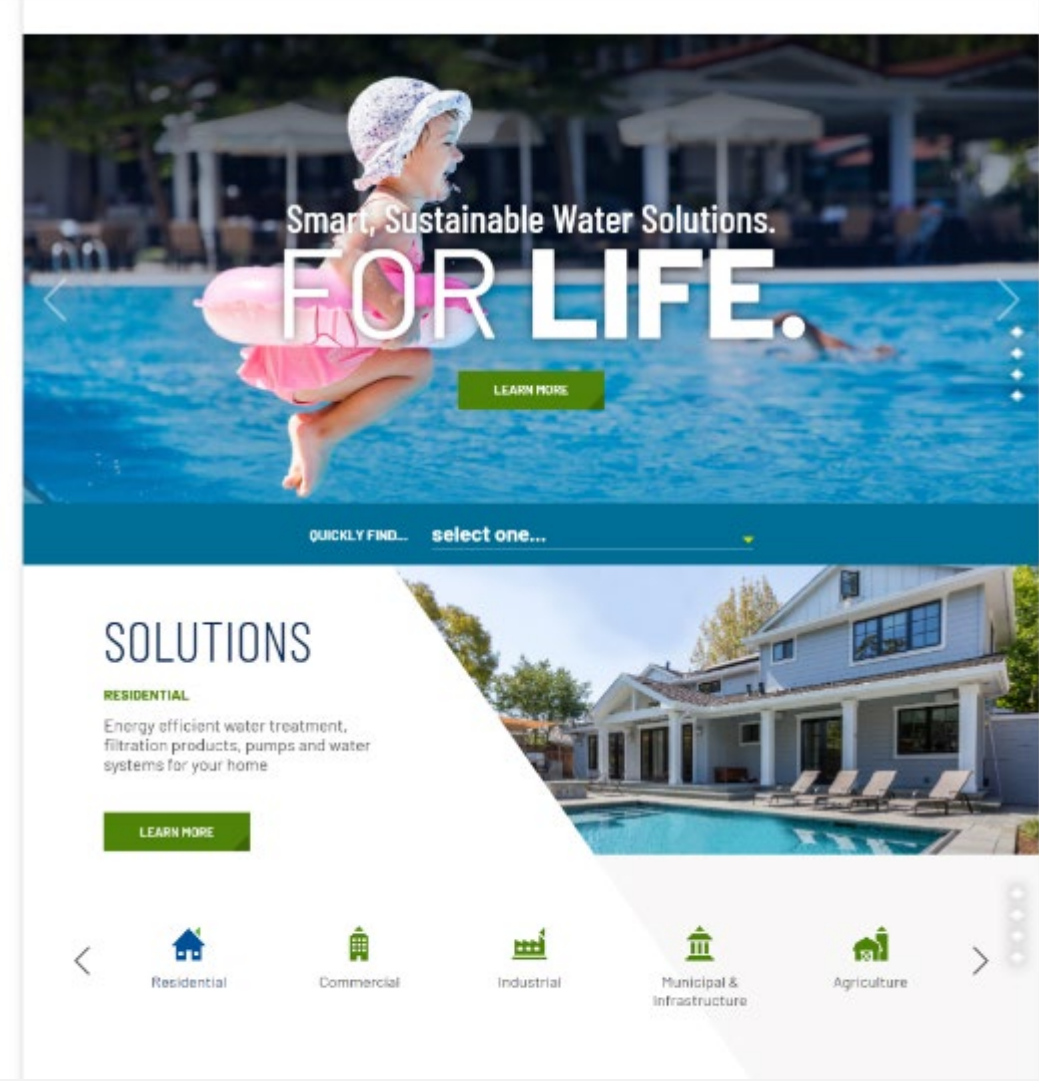 Smart, Sustainable Water Solutions.
FOR LIFE.
LEARN MORE
QUICKLY FIND... select one...
SOLUTIONS
RESIDENTIAL
Energy efficient water treatment,
filtration products, pumps and water
systems for your home
LEARN MORE
Residential
Commercial
Industrial
Municipal &
Infrastructure
Agriculture